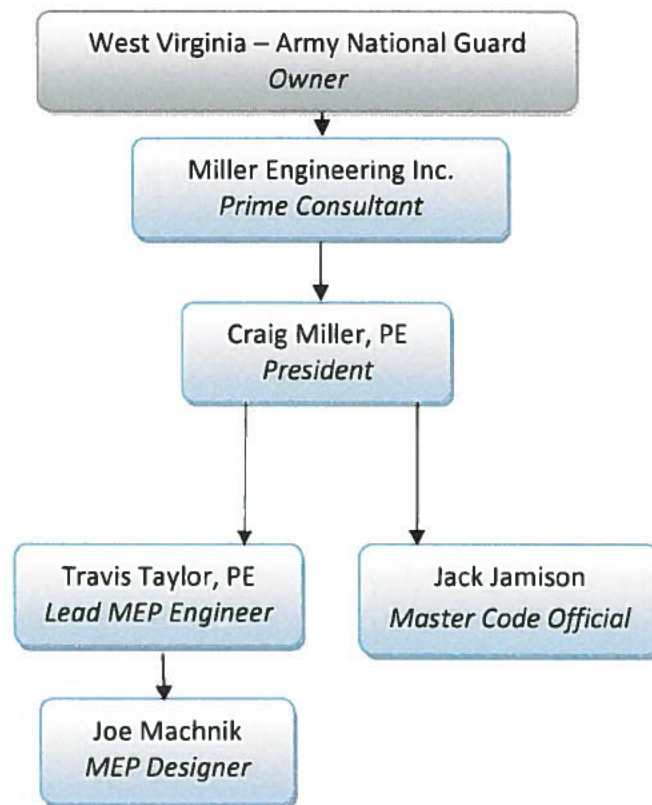 West Virginia – Army National Guard
Owner
Miller Engineering Inc.
Prime Consultant
Craig Miller, PE
President
Travis Taylor, PE
Lead MEP Engineer
Jack Jamison
Master Code Official
Joe Machnik
MEP Designer